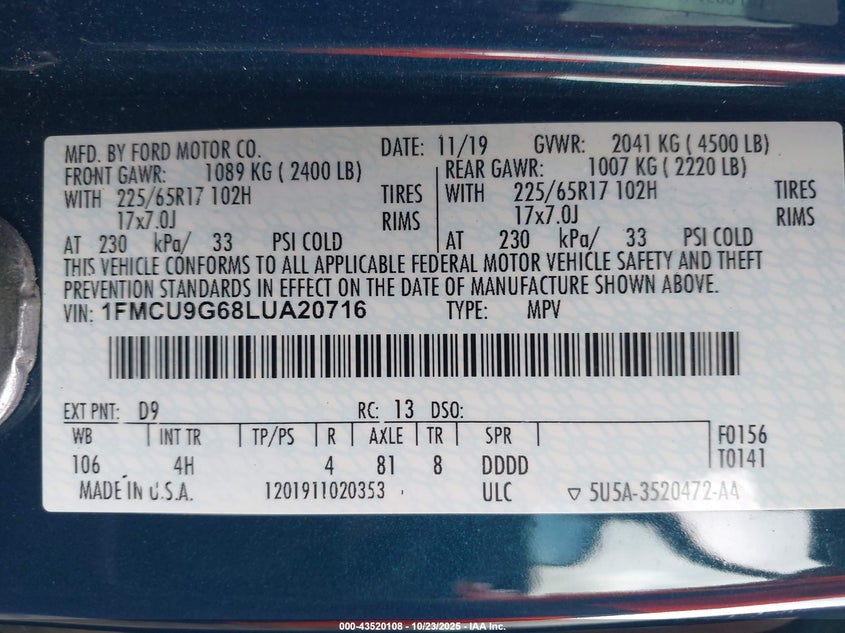 MFD. BY FORD MOTOR CO. DATE: 11/19 GVWR: 2041 KG ( 4500 LB)
FRONT GAWR: 1089 KG ( 2400 LB) REAR GAWR: 1007 KG ( 2220 LB)
WITH 225/65R17 102H TIRES WITH 225/65R17 102H TIRES
17x7.0J RIMS 17x7.0J RIMS
AT 230 kPa/ 33 PSI COLD AT 230 kPa/ 33 PSI COLD
THIS VEHICLE CONFORMS TO ALL APPLICABLE FEDERAL MOTOR VEHICLE SAFETY AND THEFT
PREVENTION STANDARDS IN EFFECT ON THE DATE OF MANUFACTURE SHOWN ABOVE.
VIN: 1FMCU9G68LUA20716 TYPE: MPV
EXT PNT: D9 RC: 13 DSO:
WB INT TR TP/PS R AXLE TR SPR F0156
106 4H 4 81 8 DDDD T0141
MADE IN U.S.A. 1201911020353 ULC ▽ 5U5A-3520472-A4
000-43520108 - 10/23/2025 - IAA Inc.